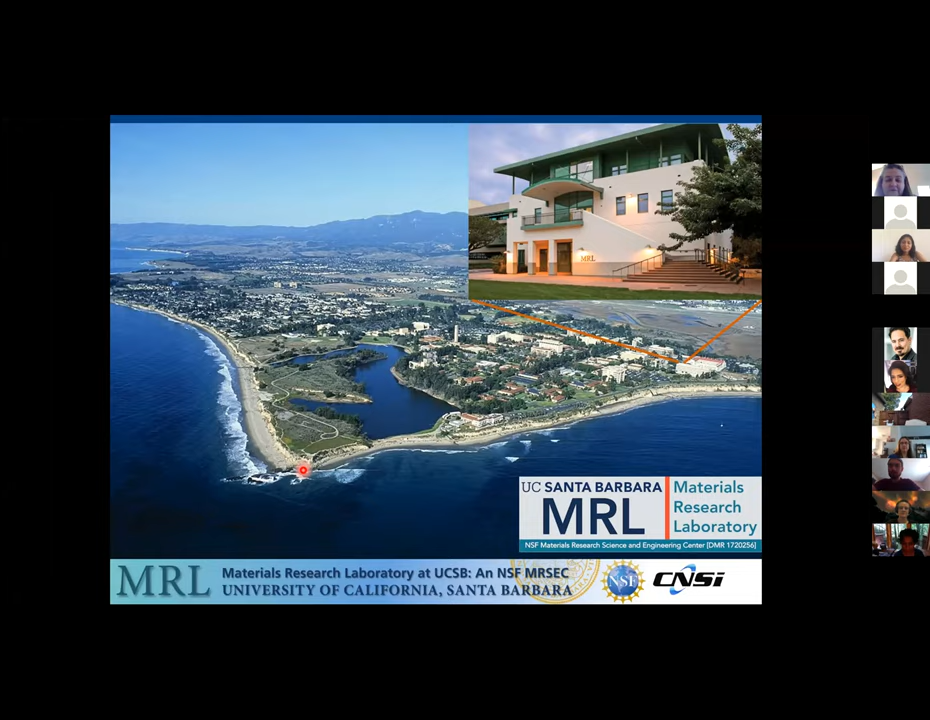 MRL
UC SANTA BARBARA
MRL
Materials
Research
Laboratory
NSF Materials Research Science and Engineering Center [DMR 1720256]
MRL
Materials Research Laboratory at UCSB: An NSF MRSEC
UNIVERSITY OF CALIFORNIA, SANTA BARBARA
NSF
CNSi